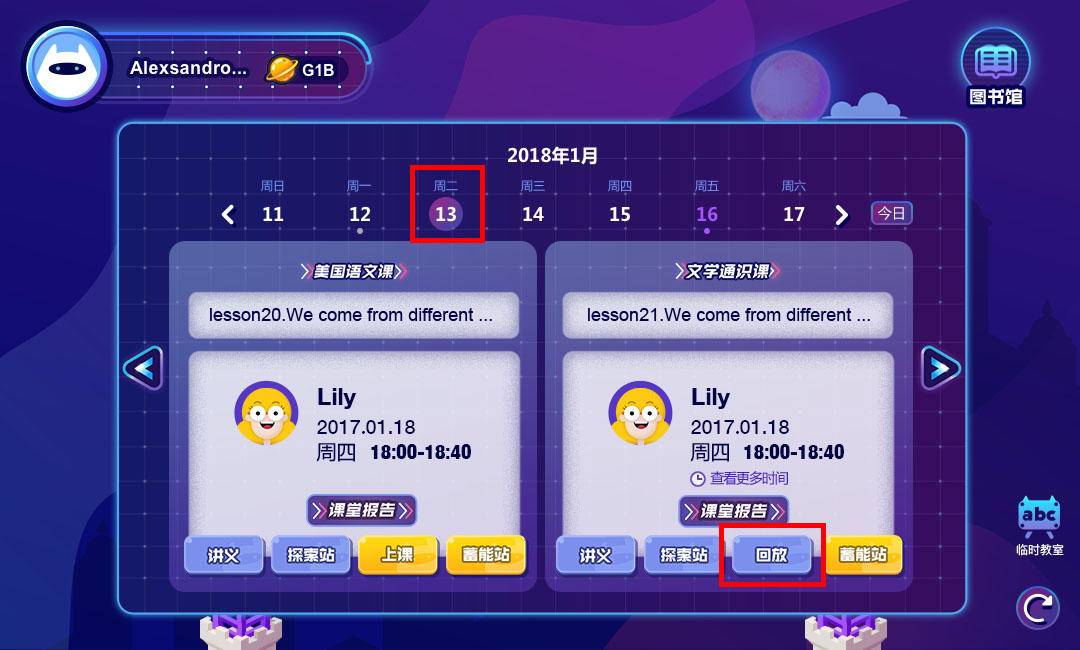 Alexsandro...
G1B
图书馆
2018年1月
周日 周一 周二 周三 周四 周五 周六
11 12 13 14 15 16 17
今日
美国语文课
lesson20.We come from different ...
Lily
2017.01.18
周四 18:00-18:40
课堂报告
讲义 探索站 上课 蓄能站
文学通识课
lesson21.We come from different ...
Lily
2017.01.18
周四 18:00-18:40
查看更多时间
课堂报告
讲义 探索站 回放 蓄能站
abc
临时教室